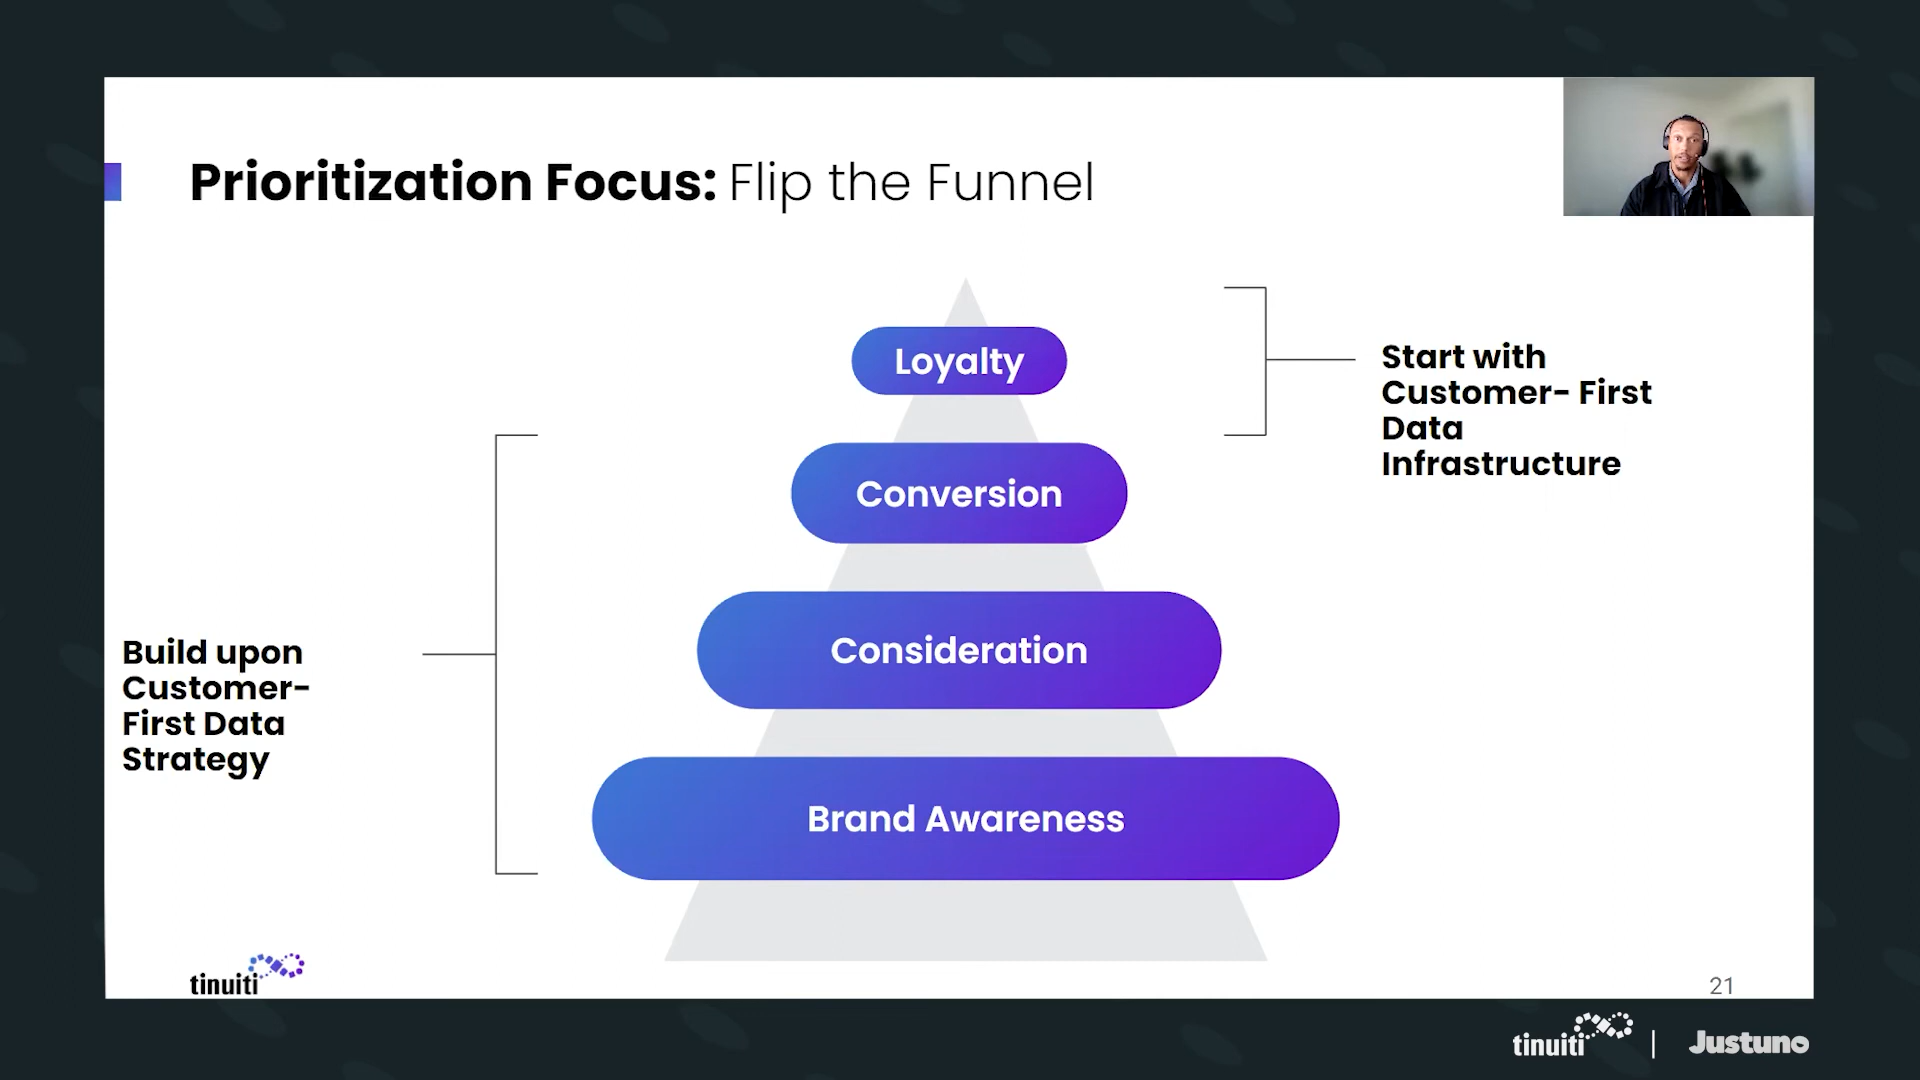 Prioritization Focus: Flip the Funnel
Loyalty
Conversion
Consideration
Brand Awareness
Start with
Customer- First
Data
Infrastructure
Build upon
Customer-
First Data
Strategy
tinuiti
21
tinuiti | Justuno